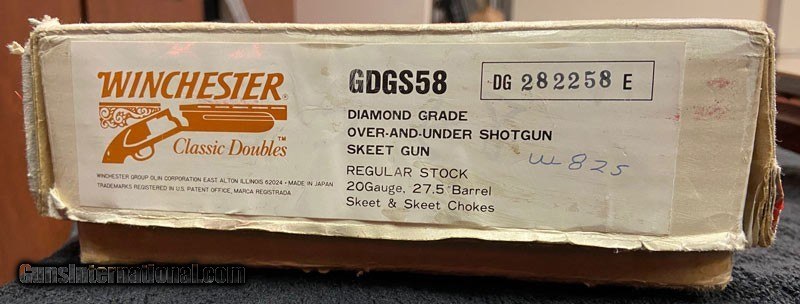 WINCHESTER®
Classic Doubles™
WINCHESTER GROUP OLIN CORPORATION EAST ALTON ILLINOIS 62024 • MADE IN JAPAN
TRADEMARKS REGISTERED IN U.S. PATENT OFFICE, MARCA REGISTRADA
GDGS58
DG 282258 E
DIAMOND GRADE
OVER-AND-UNDER SHOTGUN
SKEET GUN
REGULAR STOCK
20Gauge, 27.5 Barrel
Skeet & Skeet Chokes
825
GunsInternational.com